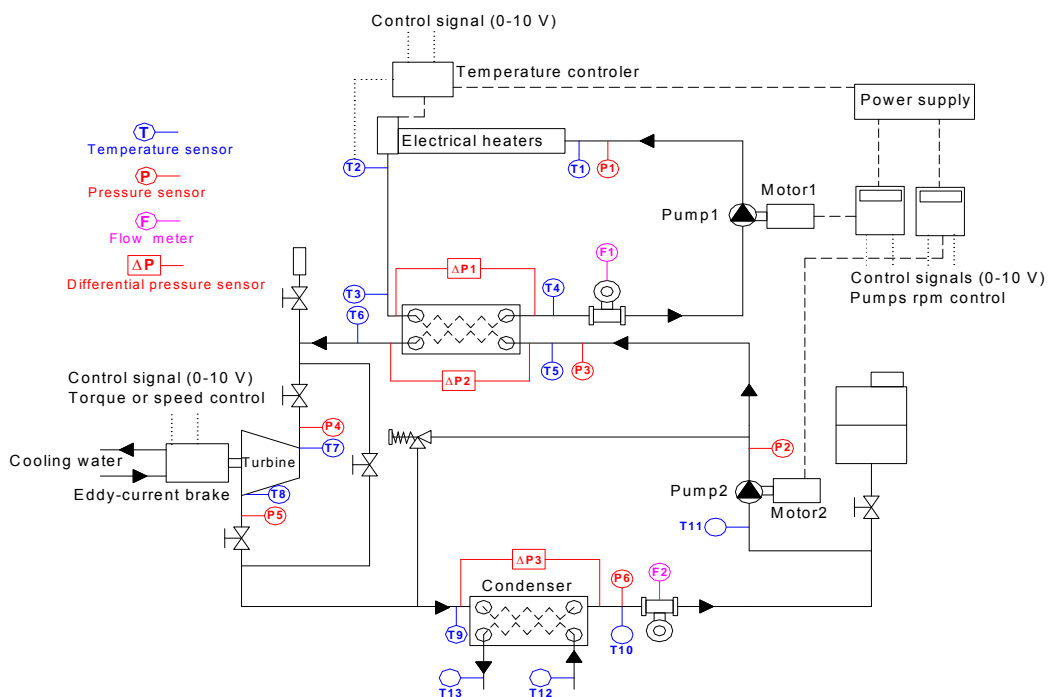 Control signal (0-10 V)
Temperature controler
Power supply
T
Temperature sensor
P
Pressure sensor
F
Flow meter
ΔP
Differential pressure sensor
Electrical heaters
T2
T1
P1
Motor1
Pump1
Control signals (0-10 V)
Pumps rpm control
F1
ΔP1
T3
T4
T6
T5
P3
ΔP2
Control signal (0-10 V)
Torque or speed control
P4
T7
P2
Cooling water
Turbine
Eddy-current brake
T8
P5
Pump2
Motor2
T11
ΔP3
Condenser
P6
F2
T9
T10
T13
T12